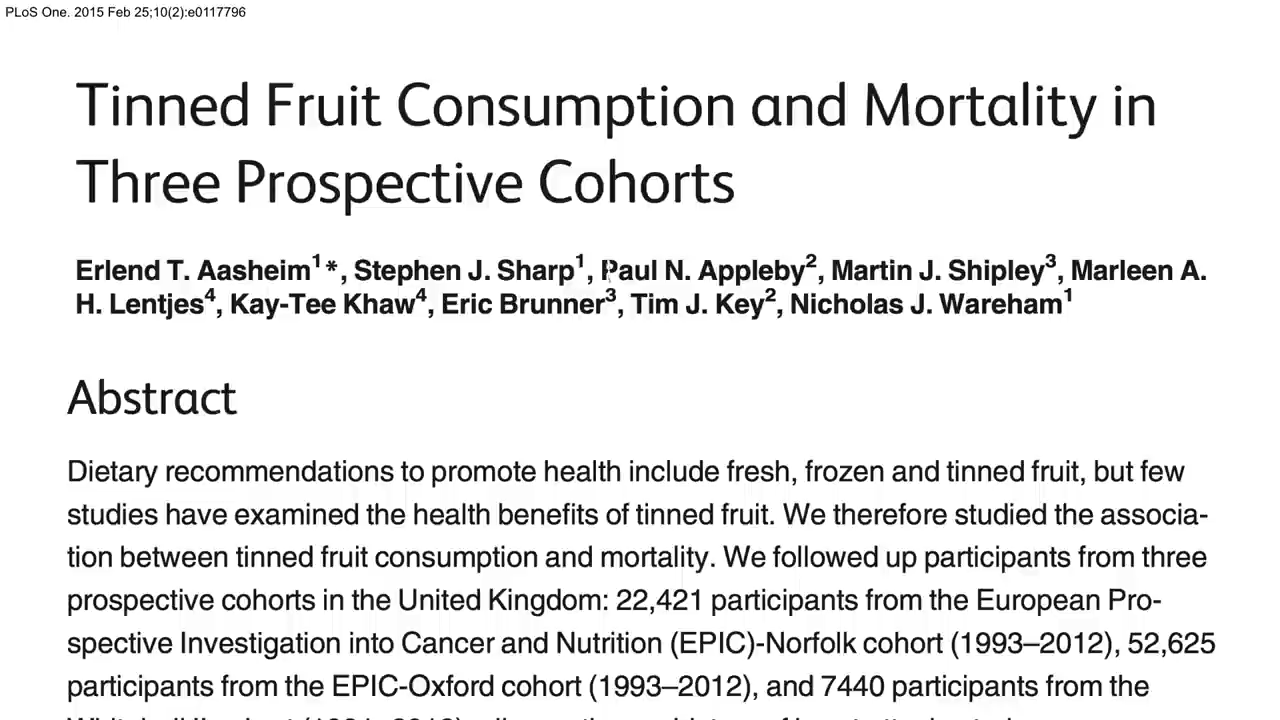 PLoS One. 2015 Feb 25;10(2):e0117796
Tinned Fruit Consumption and Mortality in
Three Prospective Cohorts
Erlend T. Aasheim1*, Stephen J. Sharp1, Paul N. Appleby2, Martin J. Shipley3, Marleen A.
H. Lentjes4, Kay-Tee Khaw4, Eric Brunner3, Tim J. Key2, Nicholas J. Wareham1
Abstract
Dietary recommendations to promote health include fresh, frozen and tinned fruit, but few
studies have examined the health benefits of tinned fruit. We therefore studied the associa-
tion between tinned fruit consumption and mortality. We followed up participants from three
prospective cohorts in the United Kingdom: 22,421 participants from the European Pro-
spective Investigation into Cancer and Nutrition (EPIC)-Norfolk cohort (1993–2012), 52,625
participants from the EPIC-Oxford cohort (1993–2012), and 7440 participants from the